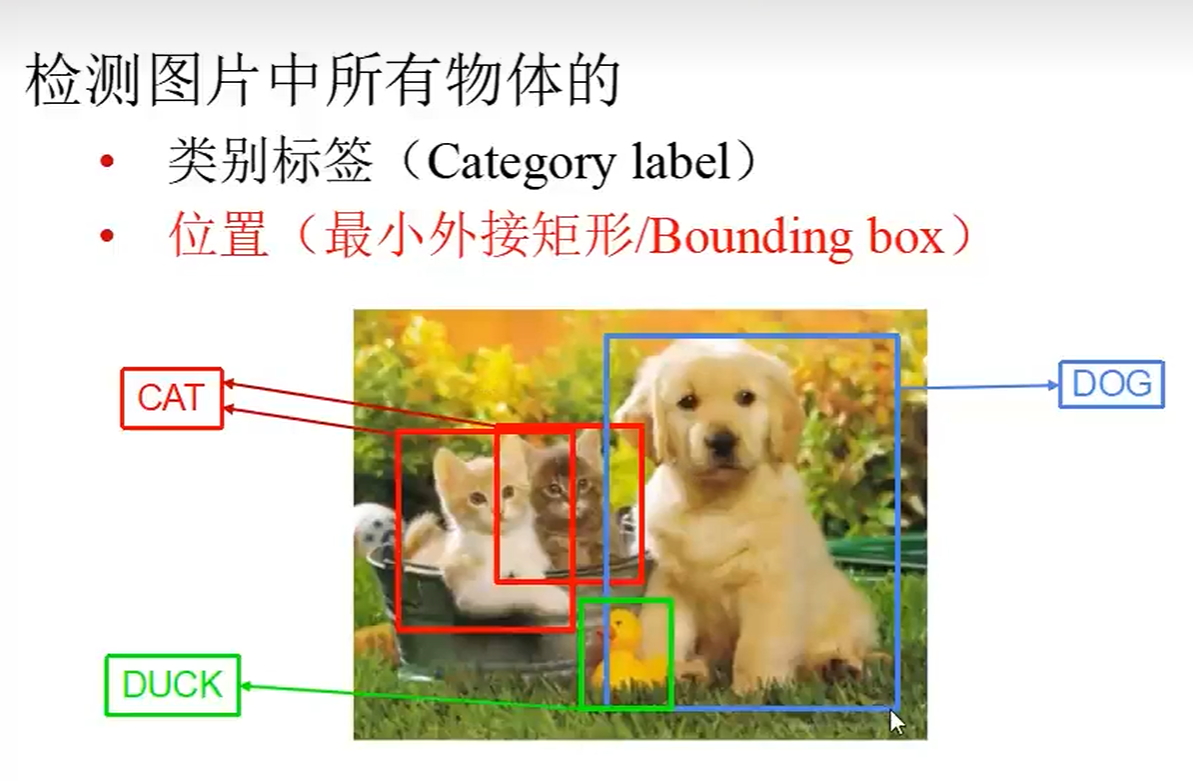 检测图片中所有物体的
• 类别标签（Category label）
• 位置（最小外接矩形/Bounding box）
CAT
DOG
DUCK